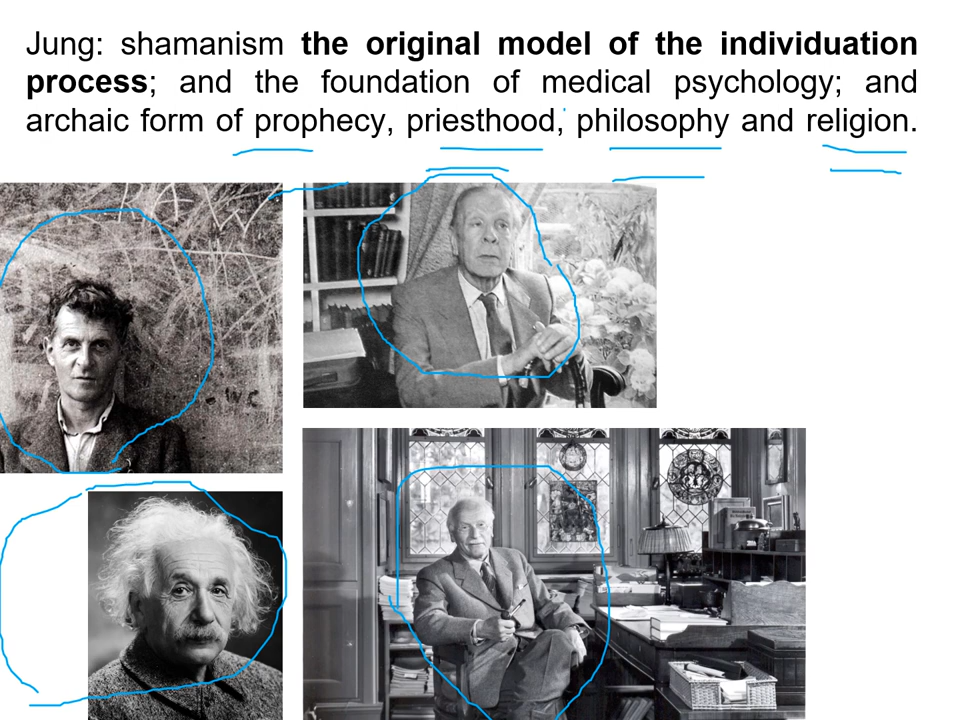 Jung: shamanism the original model of the individuation
process; and the foundation of medical psychology; and
archaic form of prophecy, priesthood, philosophy and religion.